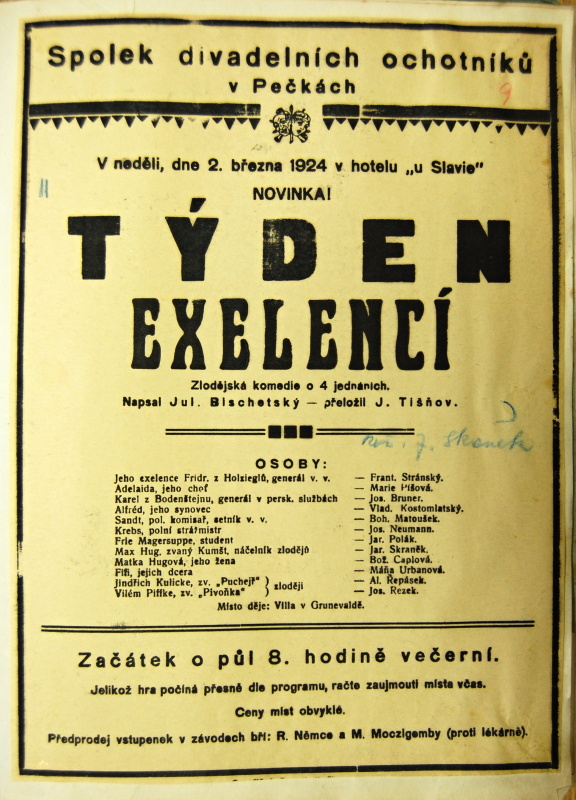 Spolek divadelních ochotníků
v Pečkách
9
V neděli, dne 2. března 1924 v hotelu „u Slavie"
11
NOVINKA!
TÝDEN
EXELENCÍ
Zlodějská komedie o 4 jednáních.
Napsal Jul. Bischetský — přeložil J. Tišňov.
OSOBY:
Jeho exelence Fridr. z Holzieglů, generál v. v. — Frant. Stránský.
Adelaida, jeho choť — Marie Píšová.
Karel z Bodenštejnu, generál v persk. službách — Jos. Bruner.
Alfréd, jeho synovec — Vlad. Kostomlatský.
Sandt, pol. komisař, setník v. v. — Boh. Matoušek.
Krebs, polní strážmistr — Jos. Neumann.
Frie Magersuppe, student — Jar. Polák.
Max Hug. zvaný Kumšt, náčelník zlodějů — Jar. Skraněk.
Matka Hugová, jeho žena — Bož. Čaplová.
Fifi, jejich dcera — Máňa Urbanová.
Jindřich Kulicke, zv. „Puchejř" } zloději — Al. Řepásek.
Vilém Piffke, zv. „Pivoňka" } — Jos. Rezek.
Místo děje: Villa v Grunevaldě.
Začátek o půl 8. hodině večerní.
Jelikož hra počíná přesně dle programu, račte zaujmouti místa včas.
Ceny míst obvyklé.
Předprodej vstupenek v závodech bří: R. Němce a M. Moczigemby (proti lékárně).